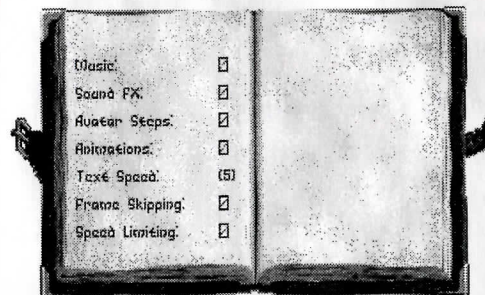 Music:
Sound FX:
Avatar Steps:
Animations:
Text Speed: (5)
Frame Skipping:
Speed Limiting: